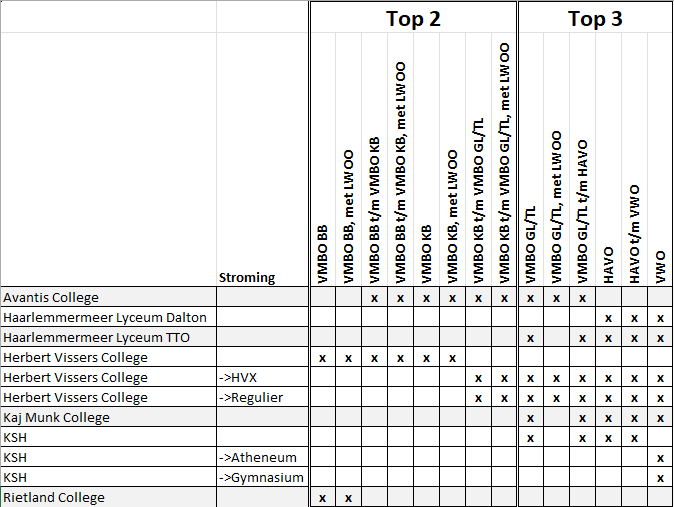 Top 2 Top 3
Stroming
VMBO BB
VMBO BB, met LWOO
VMBO BB t/m VMBO KB
VMBO BB t/m VMBO KB, met LWOO
VMBO KB
VMBO KB, met LWOO
VMBO KB t/m VMBO GL/TL
VMBO KB t/m VMBO GL/TL, met LWOO
VMBO GL/TL
VMBO GL/TL, met LWOO
VMBO GL/TL t/m HAVO
HAVO
HAVO t/m VWO
VWO
Avantis College x x x x x x x x x
Haarlemmermeer Lyceum Dalton x x x
Haarlemmermeer Lyceum TTO x x x x x
Herbert Vissers College x x x x x x
Herbert Vissers College ->HVX x x x x x x x x
Herbert Vissers College ->Regulier x x x x x x x x
Kaj Munk College x x x x x
KSH x x x x
KSH ->Atheneum x
KSH ->Gymnasium x
Rietland College x x